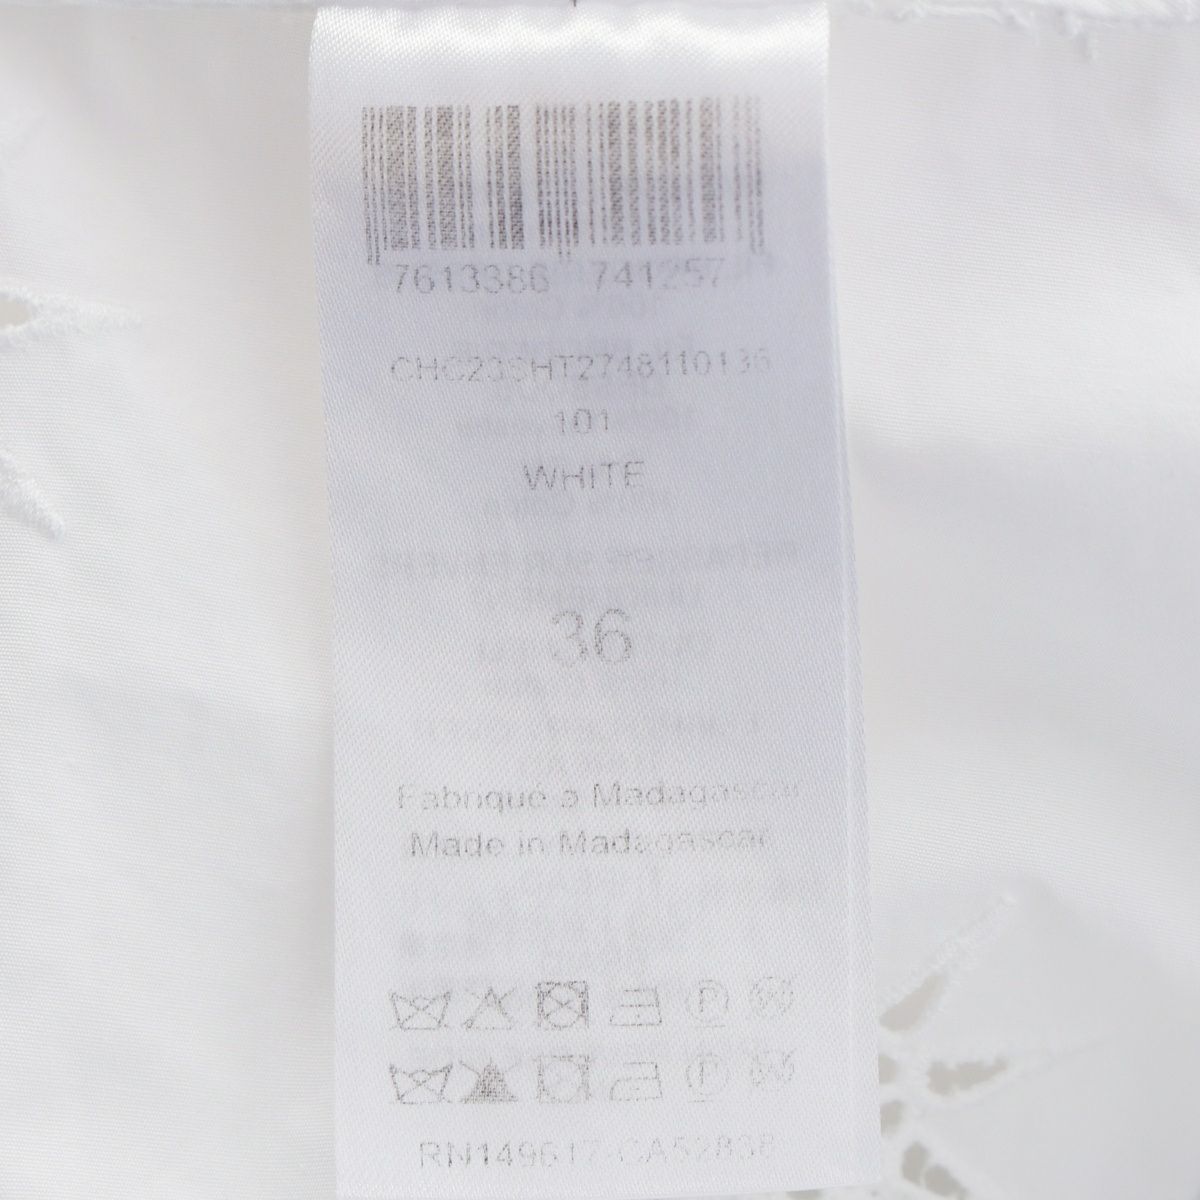 7613386 741257
CHC23SHT2748110136
101
WHITE
36
Fabriqué à Madagascar
Made in Madagascar
RN149617-CA52838